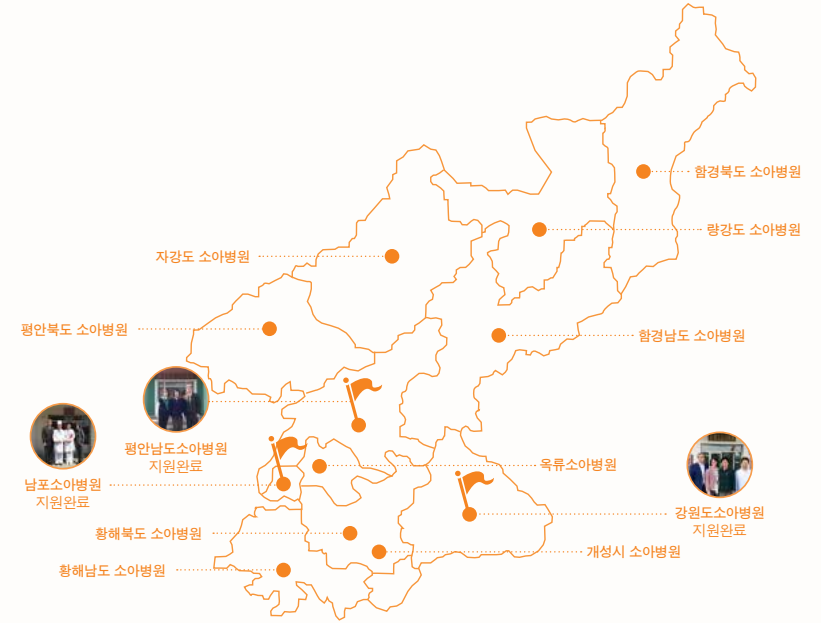 함경북도 소아병원
량강도 소아병원
자강도 소아병원
평안북도 소아병원
함경남도 소아병원
평안남도소아병원
지원완료
옥류소아병원
남포소아병원
지원완료
강원도소아병원
지원완료
황해북도 소아병원
개성시 소아병원
황해남도 소아병원